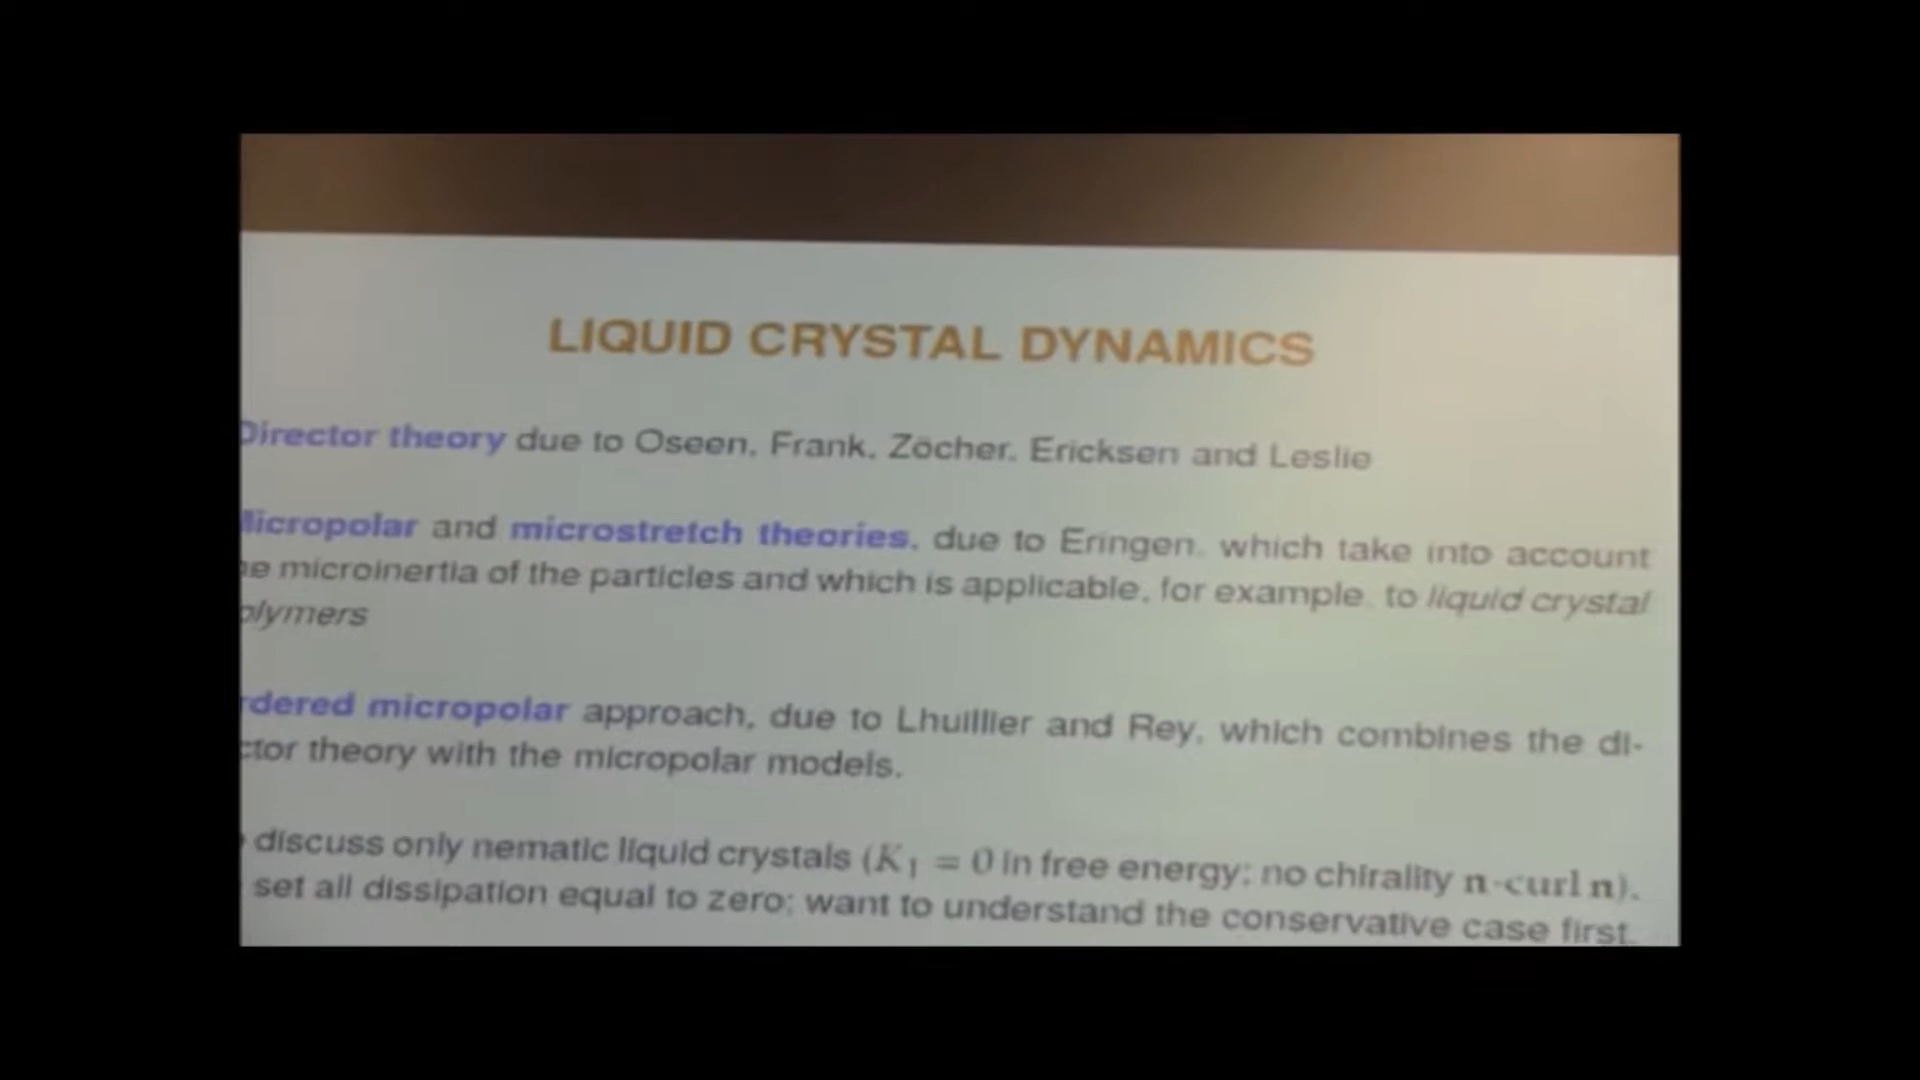 LIQUID CRYSTAL DYNAMICS
Director theory due to Oseen, Frank, Zöcher, Ericksen and Leslie
Micropolar and microstretch theories, due to Eringen, which take into account
he microinertia of the particles and which is applicable, for example, to liquid crystal
olymers
rdered micropolar approach, due to Lhuillier and Rey, which combines the di-
ctor theory with the micropolar models.
discuss only nematic liquid crystals (K₁ = 0 in free energy; no chirality n·curl n).
set all dissipation equal to zero; want to understand the conservative case first.